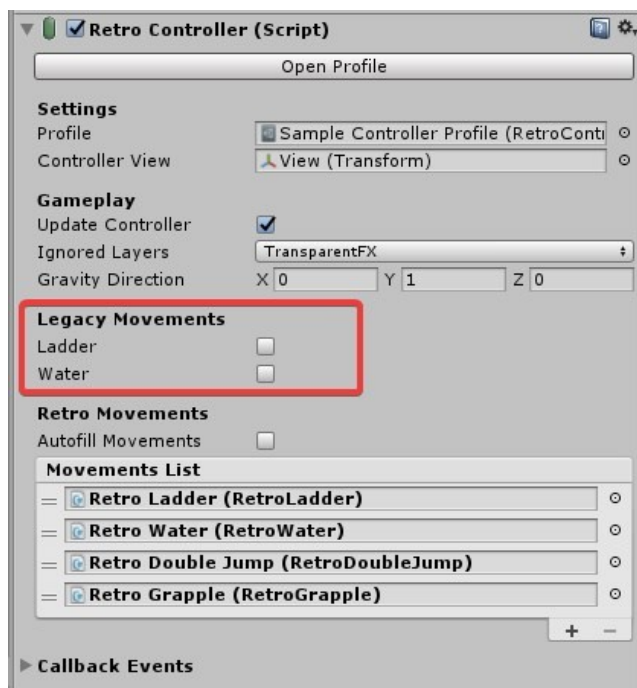 Retro Controller (Script)
Open Profile
Settings
Profile Sample Controller Profile (RetroConti
Controller View View (Transform)
Gameplay
Update Controller
Ignored Layers TransparentFX
Gravity Direction X 0 Y 1 Z 0
Legacy Movements
Ladder
Water
Retro Movements
Autofill Movements
Movements List
Retro Ladder (RetroLadder)
Retro Water (RetroWater)
Retro Double Jump (RetroDoubleJump)
Retro Grapple (RetroGrapple)
+ −
Callback Events